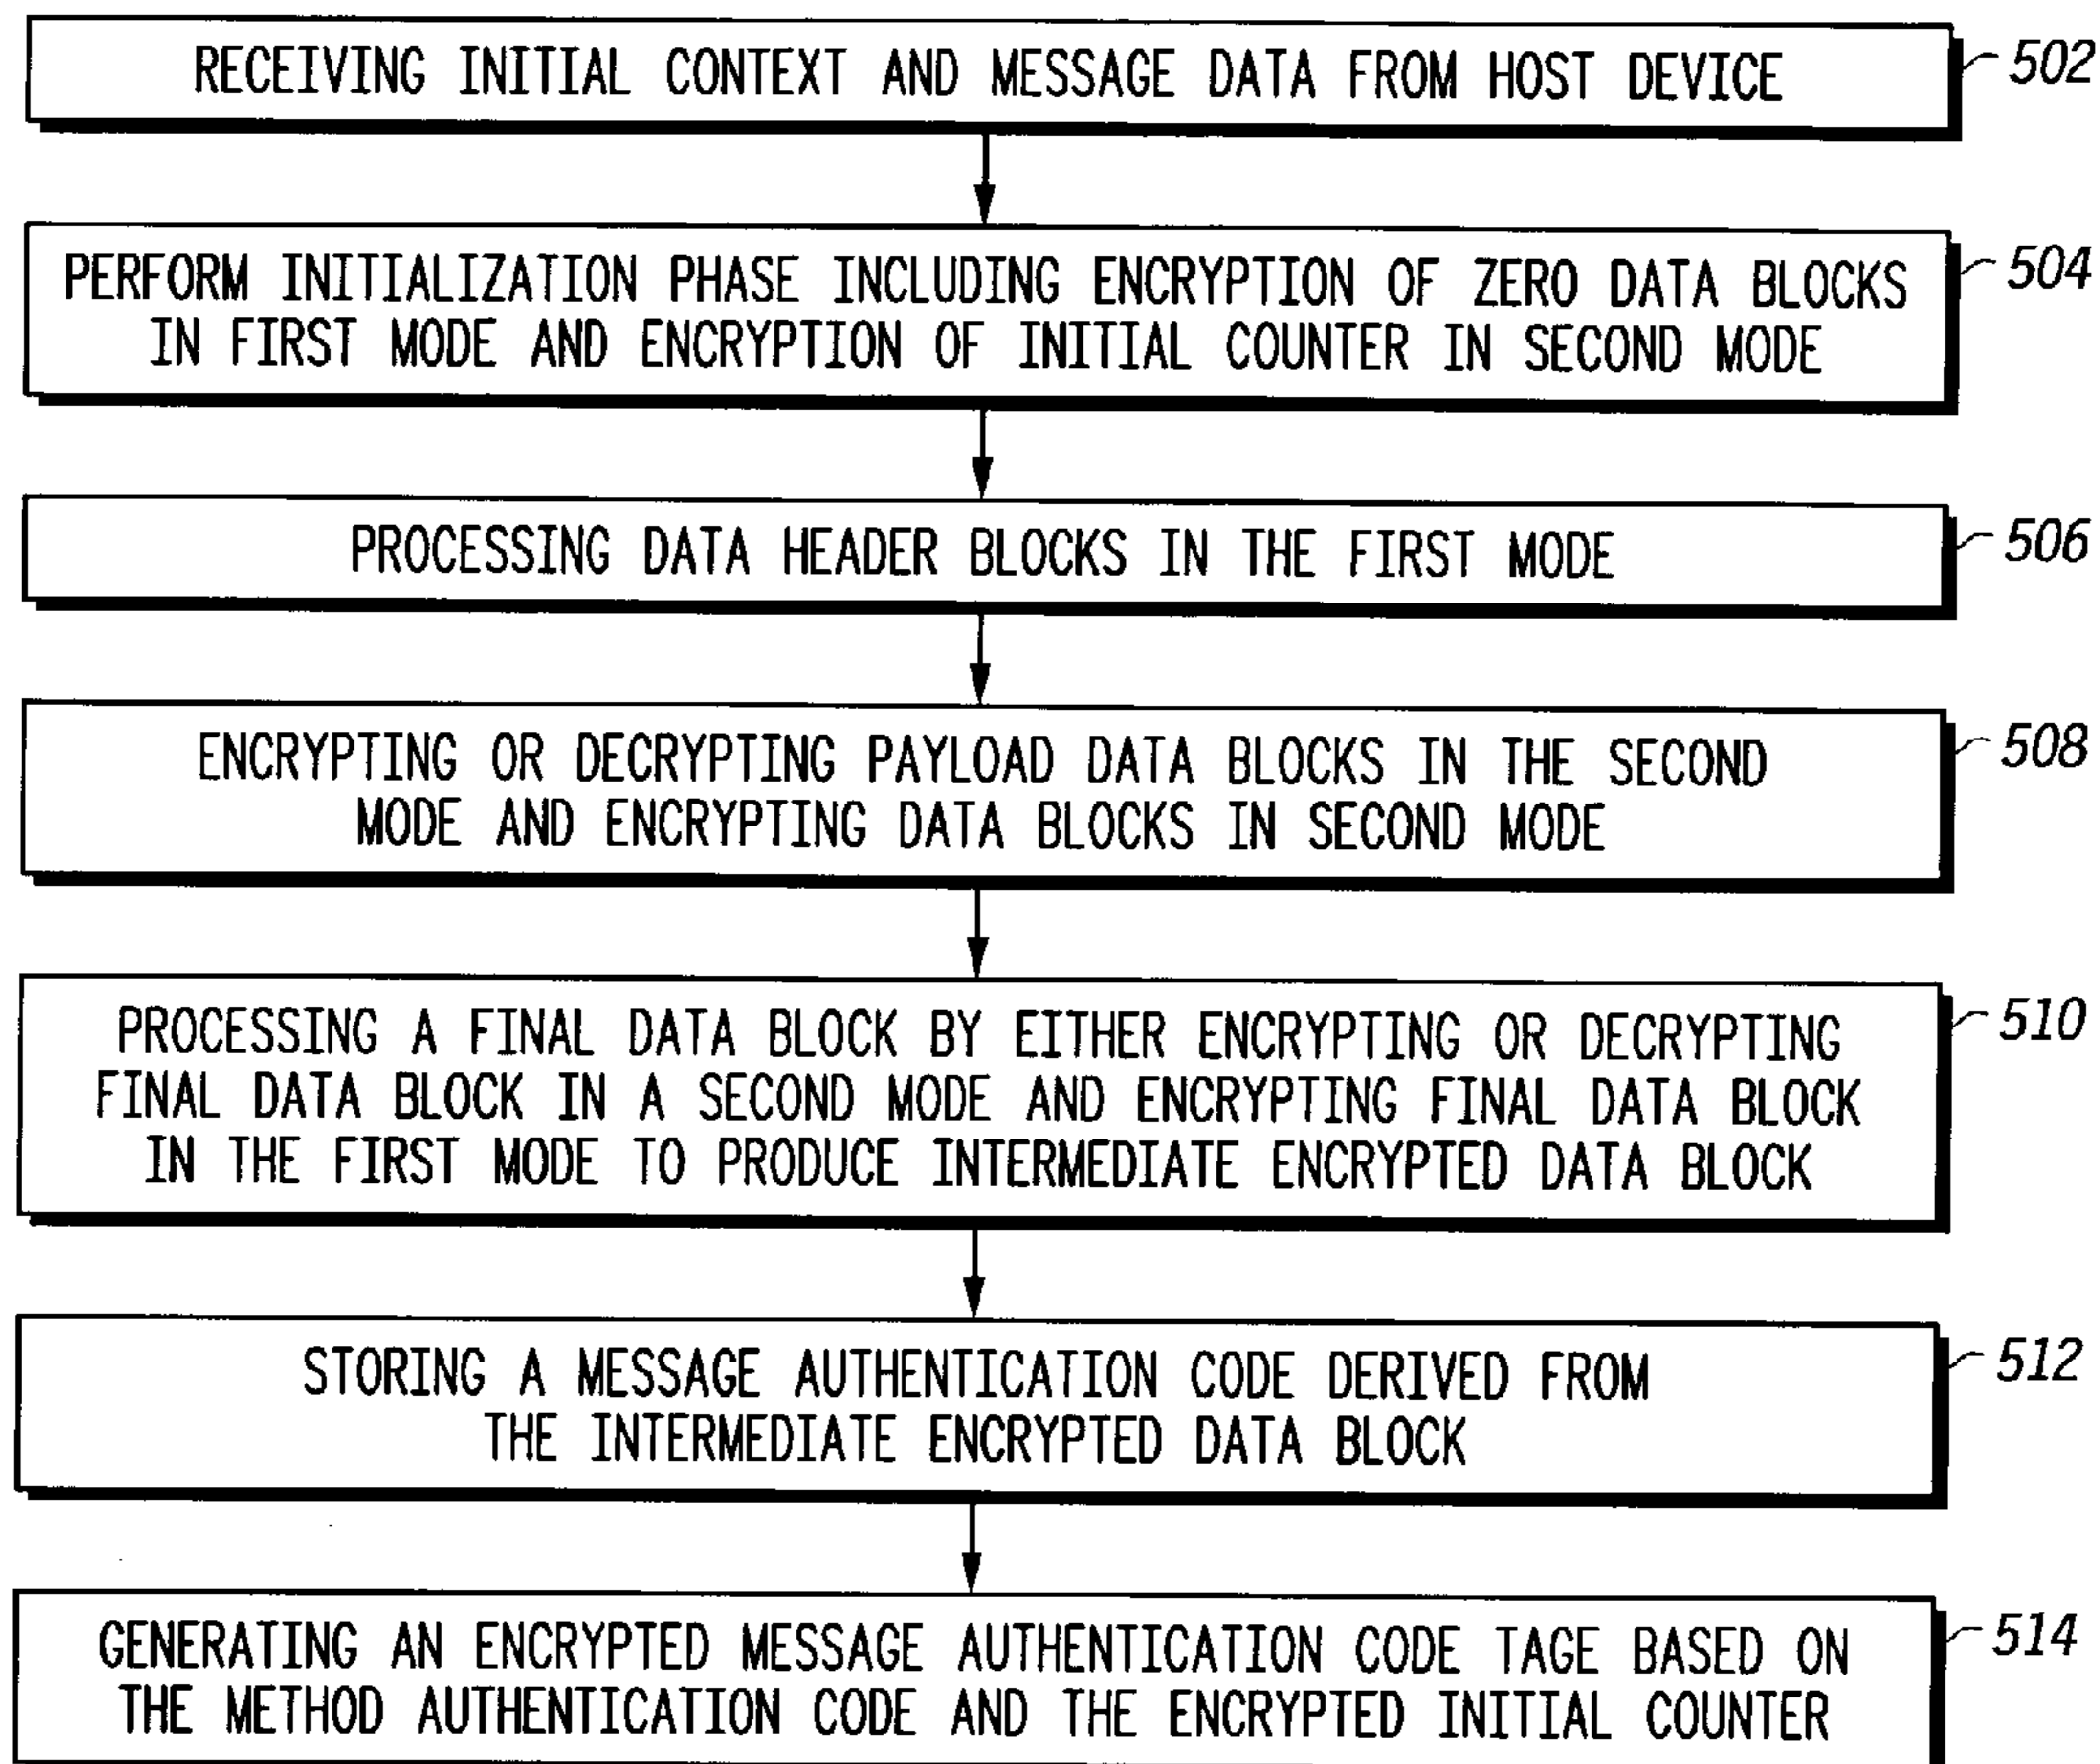 RECEIVING INITIAL CONTEXT AND MESSAGE DATA FROM HOST DEVICE
502
PERFORM INITIALIZATION PHASE INCLUDING ENCRYPTION OF ZERO DATA BLOCKS
IN FIRST MODE AND ENCRYPTION OF INITIAL COUNTER IN SECOND MODE
504
PROCESSING DATA HEADER BLOCKS IN THE FIRST MODE
506
ENCRYPTING OR DECRYPTING PAYLOAD DATA BLOCKS IN THE SECOND
MODE AND ENCRYPTING DATA BLOCKS IN SECOND MODE
508
PROCESSING A FINAL DATA BLOCK BY EITHER ENCRYPTING OR DECRYPTING
FINAL DATA BLOCK IN A SECOND MODE AND ENCRYPTING FINAL DATA BLOCK
IN THE FIRST MODE TO PRODUCE INTERMEDIATE ENCRYPTED DATA BLOCK
510
STORING A MESSAGE AUTHENTICATION CODE DERIVED FROM
THE INTERMEDIATE ENCRYPTED DATA BLOCK
512
GENERATING AN ENCRYPTED MESSAGE AUTHENTICATION CODE TAGE BASED ON
THE METHOD AUTHENTICATION CODE AND THE ENCRYPTED INITIAL COUNTER
514